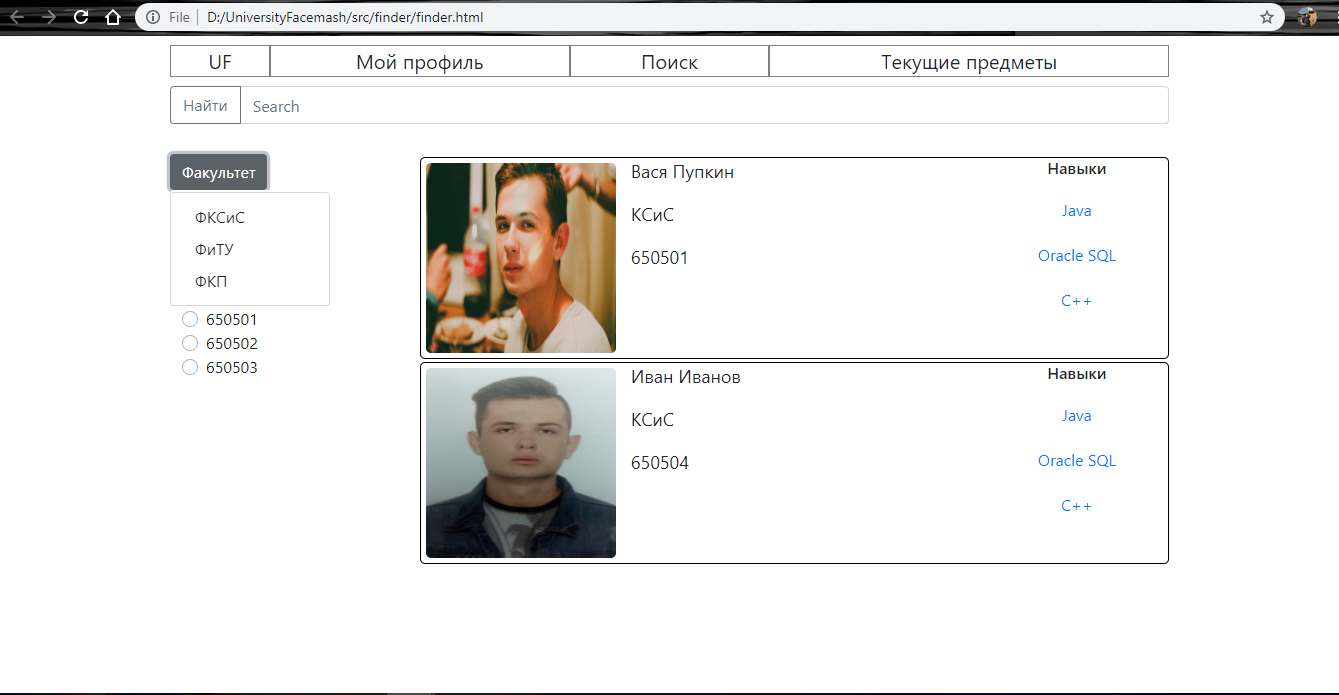 File D:/UniversityFacemash/src/finder/finder.html
UF Мой профиль Поиск Текущие предметы
Найти Search
Факультет
ФКСиС
ФиТУ
ФКП
650501
650502
650503
Вася Пупкин
КСиС
650501
Навыки
Java
Oracle SQL
C++
Иван Иванов
КСиС
650504
Навыки
Java
Oracle SQL
C++